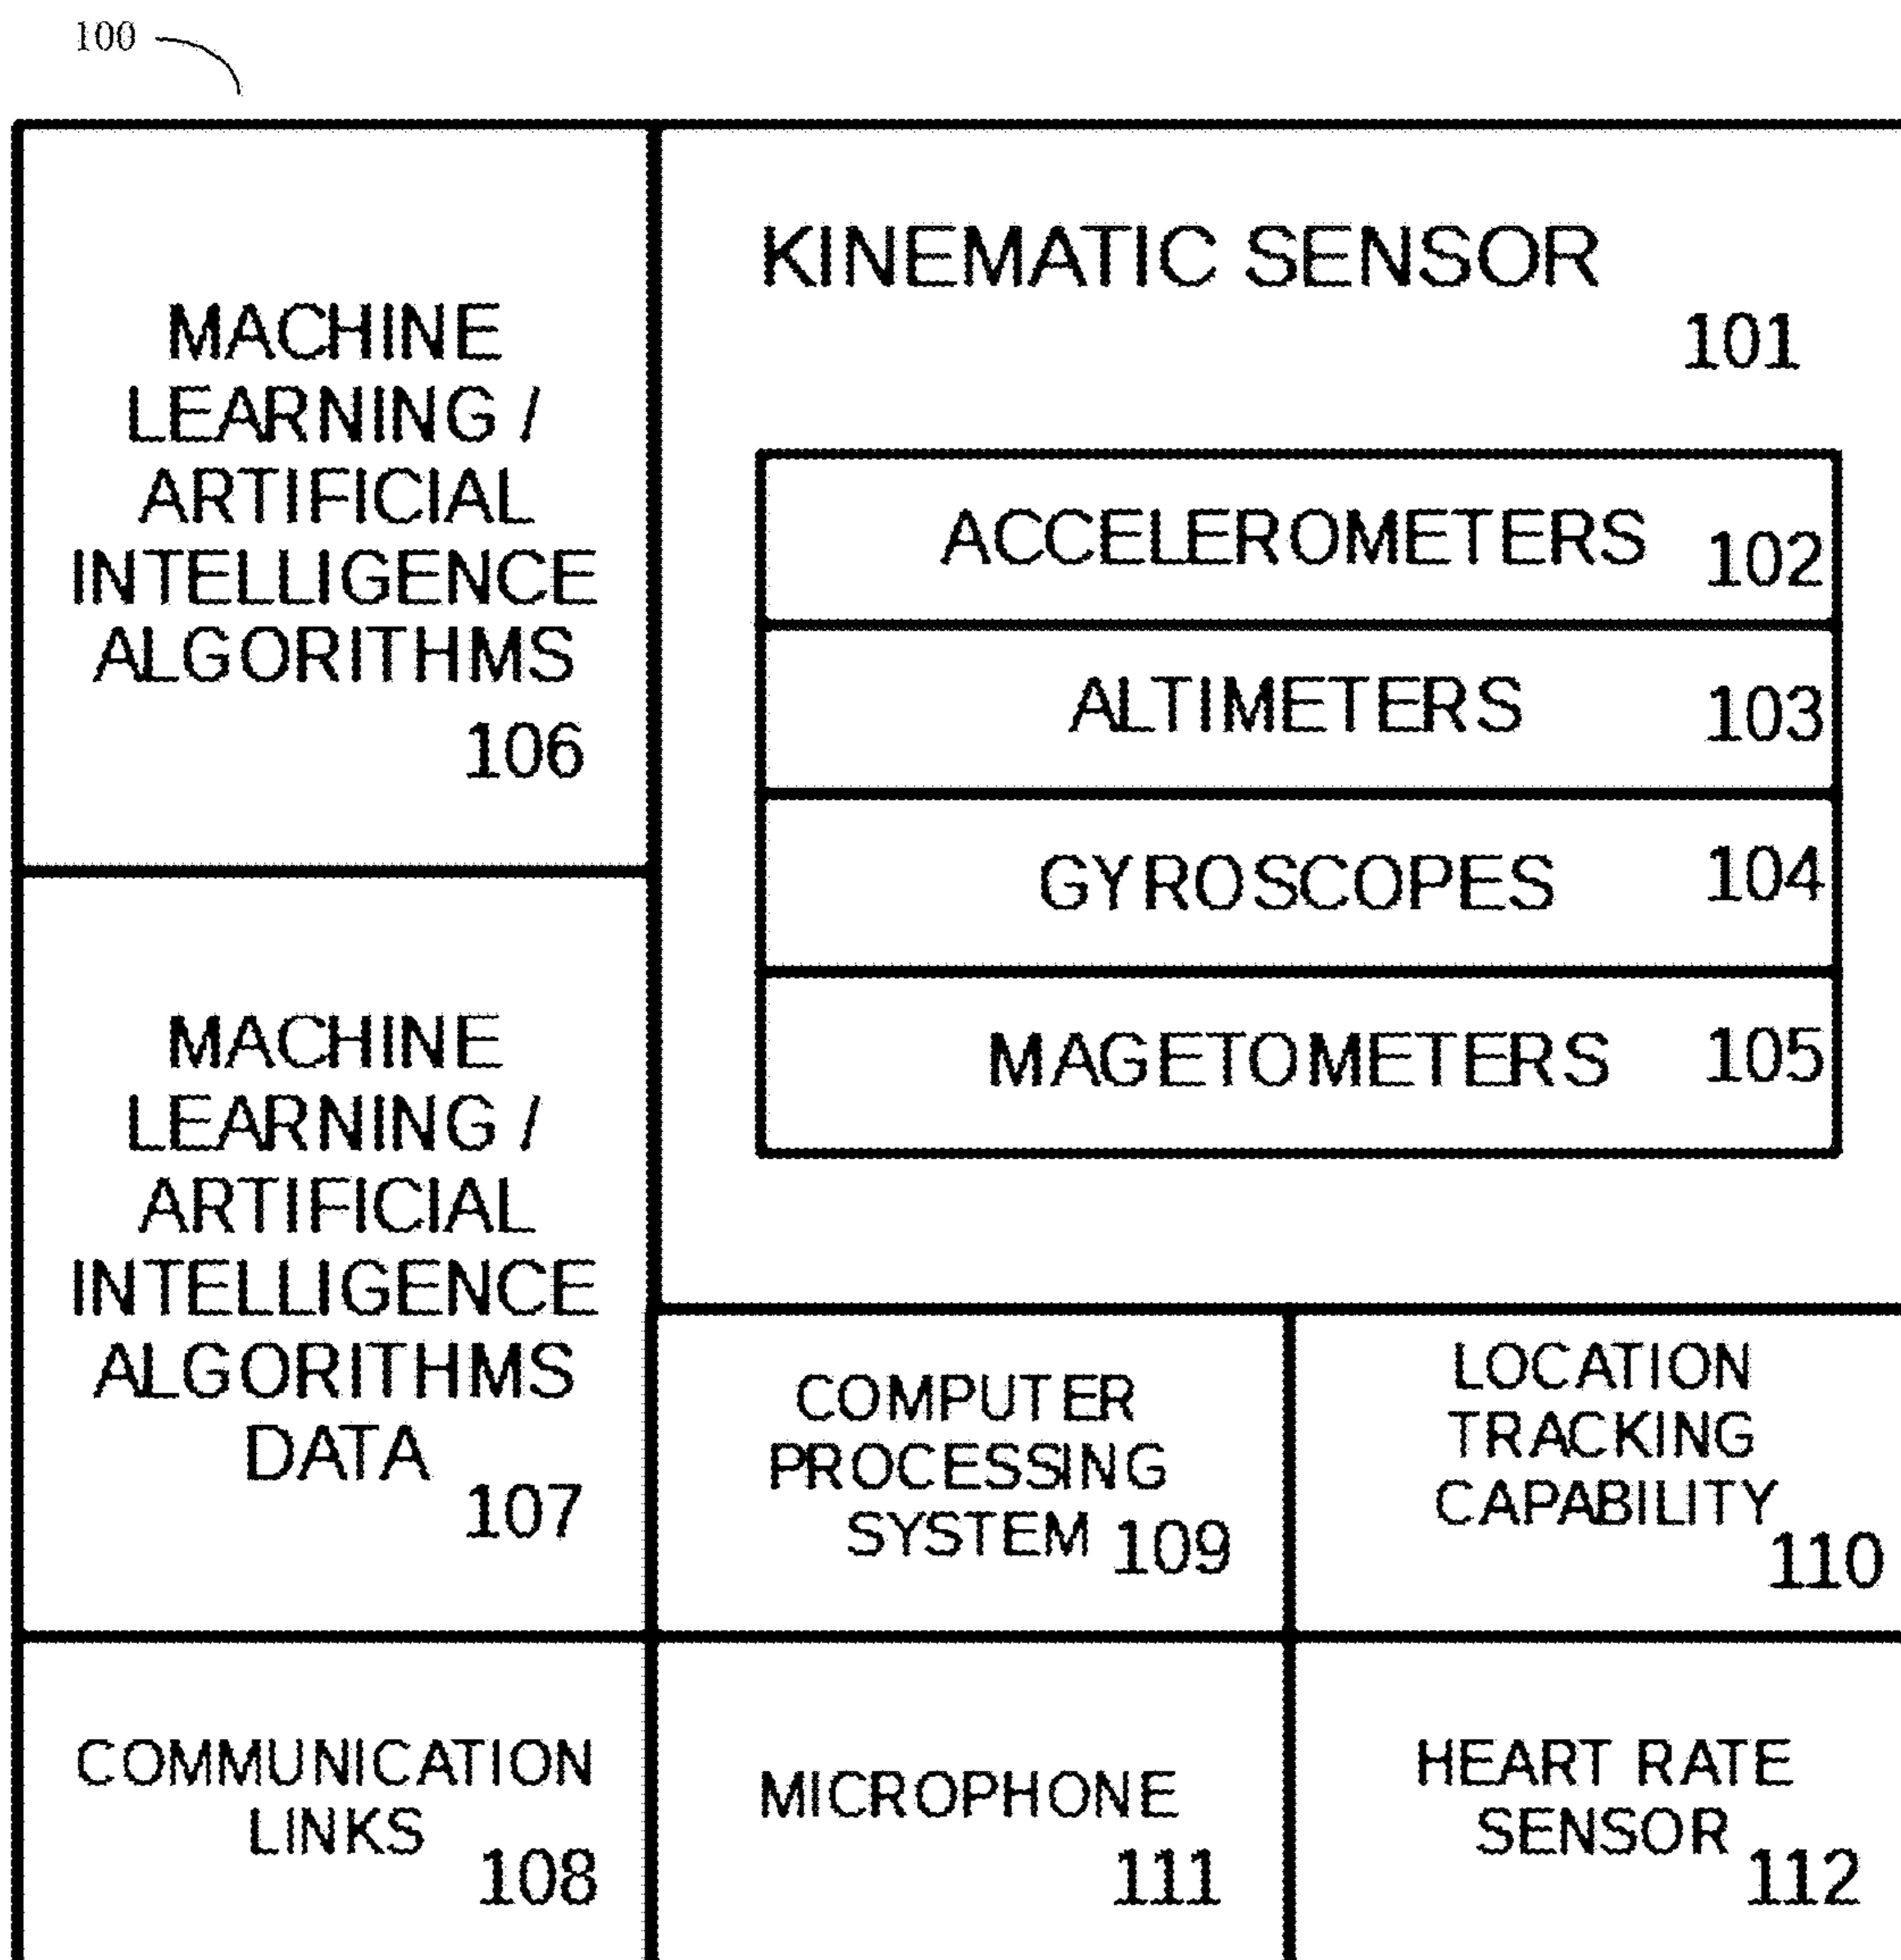 100
MACHINE
LEARNING /
ARTIFICIAL
INTELLIGENCE
ALGORITHMS
106
KINEMATIC SENSOR
101
ACCELEROMETERS 102
ALTIMETERS 103
GYROSCOPES 104
MAGETOMETERS 105
MACHINE
LEARNING /
ARTIFICIAL
INTELLIGENCE
ALGORITHMS
DATA
107
COMPUTER
PROCESSING
SYSTEM 109
LOCATION
TRACKING
CAPABILITY
110
COMMUNICATION
LINKS
108
MICROPHONE
111
HEART RATE
SENSOR
112